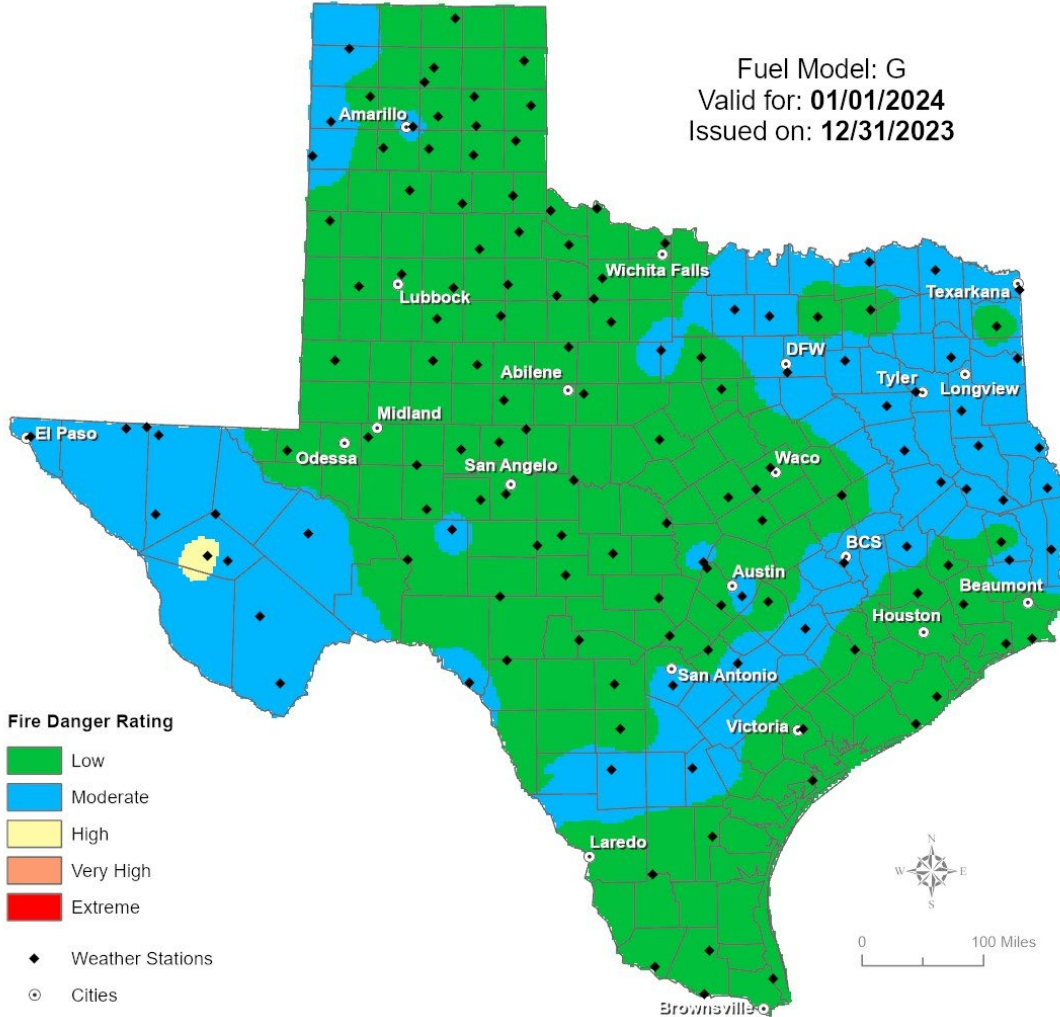 Fuel Model: G
Valid for: 01/01/2024
Issued on: 12/31/2023
Amarillo
Wichita Falls
Lubbock
Texarkana
DFW
Abilene
Tyler
Longview
Midland
El Paso
Odessa
San Angelo
Waco
BCS
Austin
Beaumont
Houston
San Antonio
Victoria
Fire Danger Rating
Low
Moderate
High
Very High
Extreme
Weather Stations
Cities
Laredo
Brownsville
N
W E
S
0 100 Miles